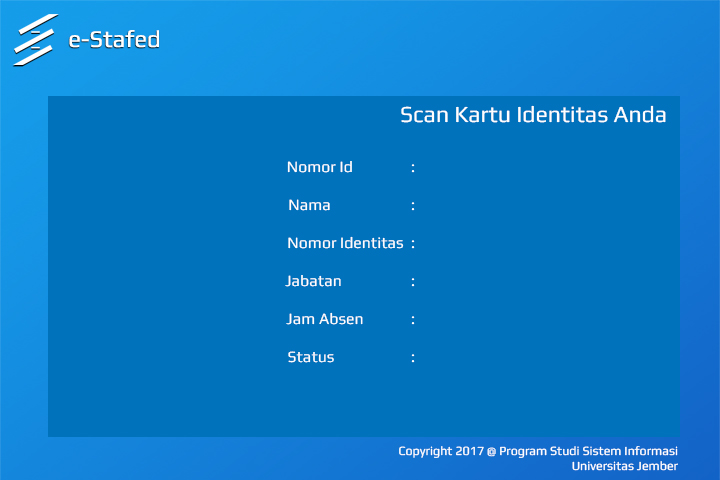 e-Stafed
Scan Kartu Identitas Anda
Nomor Id :
Nama :
Nomor Identitas :
Jabatan :
Jam Absen :
Status :
Copyright 2017 @ Program Studi Sistem Informasi
Universitas Jember